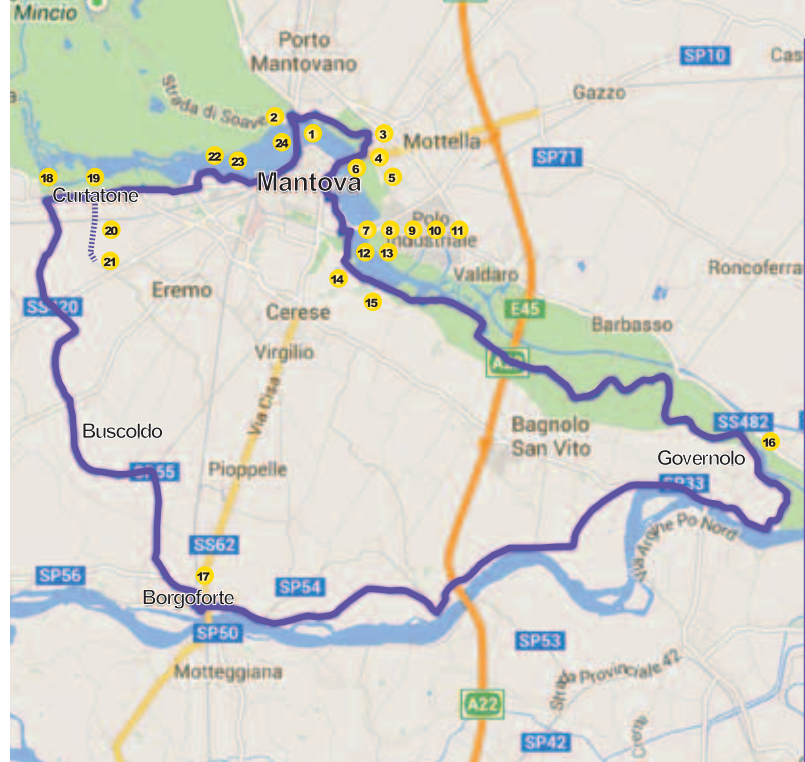 Mincio
Porto
Mantovano
SP10
Cas
Gazzo
Strada di Soave
2
1
3
24
Mottella
4
22
23
6
5
SP71
18
19
Mantova
Curtatone
20
7
8
9
10
11
Polo
Industriale
12
13
21
14
Valdaro
Roncoferra
Eremo
15
Cerese
E45
Barbasso
Virgilio
Via Cisa
Bagnolo
San Vito
SS482
16
Buscoldo
Governolo
Pioppelle
SP33
Via Argine Po Nord
SS62
SP56
17
SP54
Borgoforte
SP50
SP53
Motteggiana
Strada Provinciale 42
A22
SP42